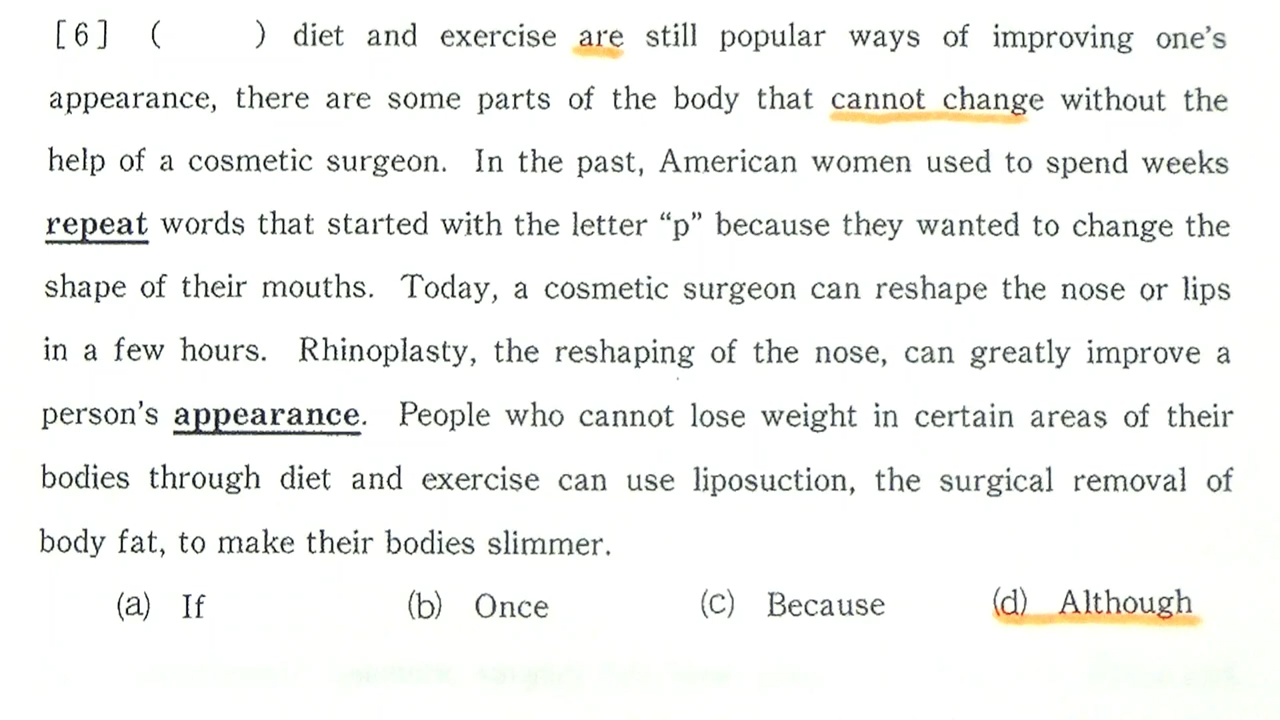 [6] (      ) diet and exercise are still popular ways of improving one's
appearance, there are some parts of the body that cannot change without the
help of a cosmetic surgeon. In the past, American women used to spend weeks
repeat words that started with the letter “p” because they wanted to change the
shape of their mouths. Today, a cosmetic surgeon can reshape the nose or lips
in a few hours. Rhinoplasty, the reshaping of the nose, can greatly improve a
person's appearance. People who cannot lose weight in certain areas of their
bodies through diet and exercise can use liposuction, the surgical removal of
body fat, to make their bodies slimmer.
(a) If (b) Once (c) Because (d) Although